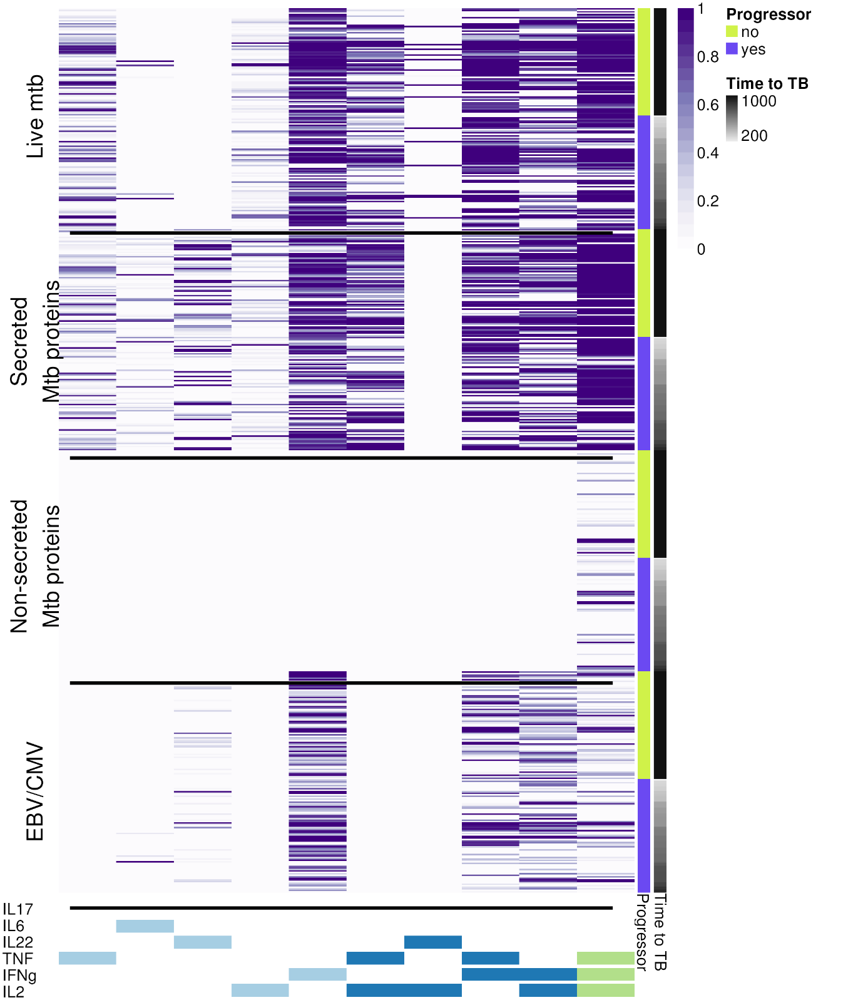 Live mtb
Secreted
Mtb proteins
Non-secreted
Mtb proteins
EBV/CMV
1
0.8
0.6
0.4
0.2
0
Progressor
no
yes
Time to TB
1000
200
IL17
IL6
IL22
TNF
IFNg
IL2
Progressor
Time to TB